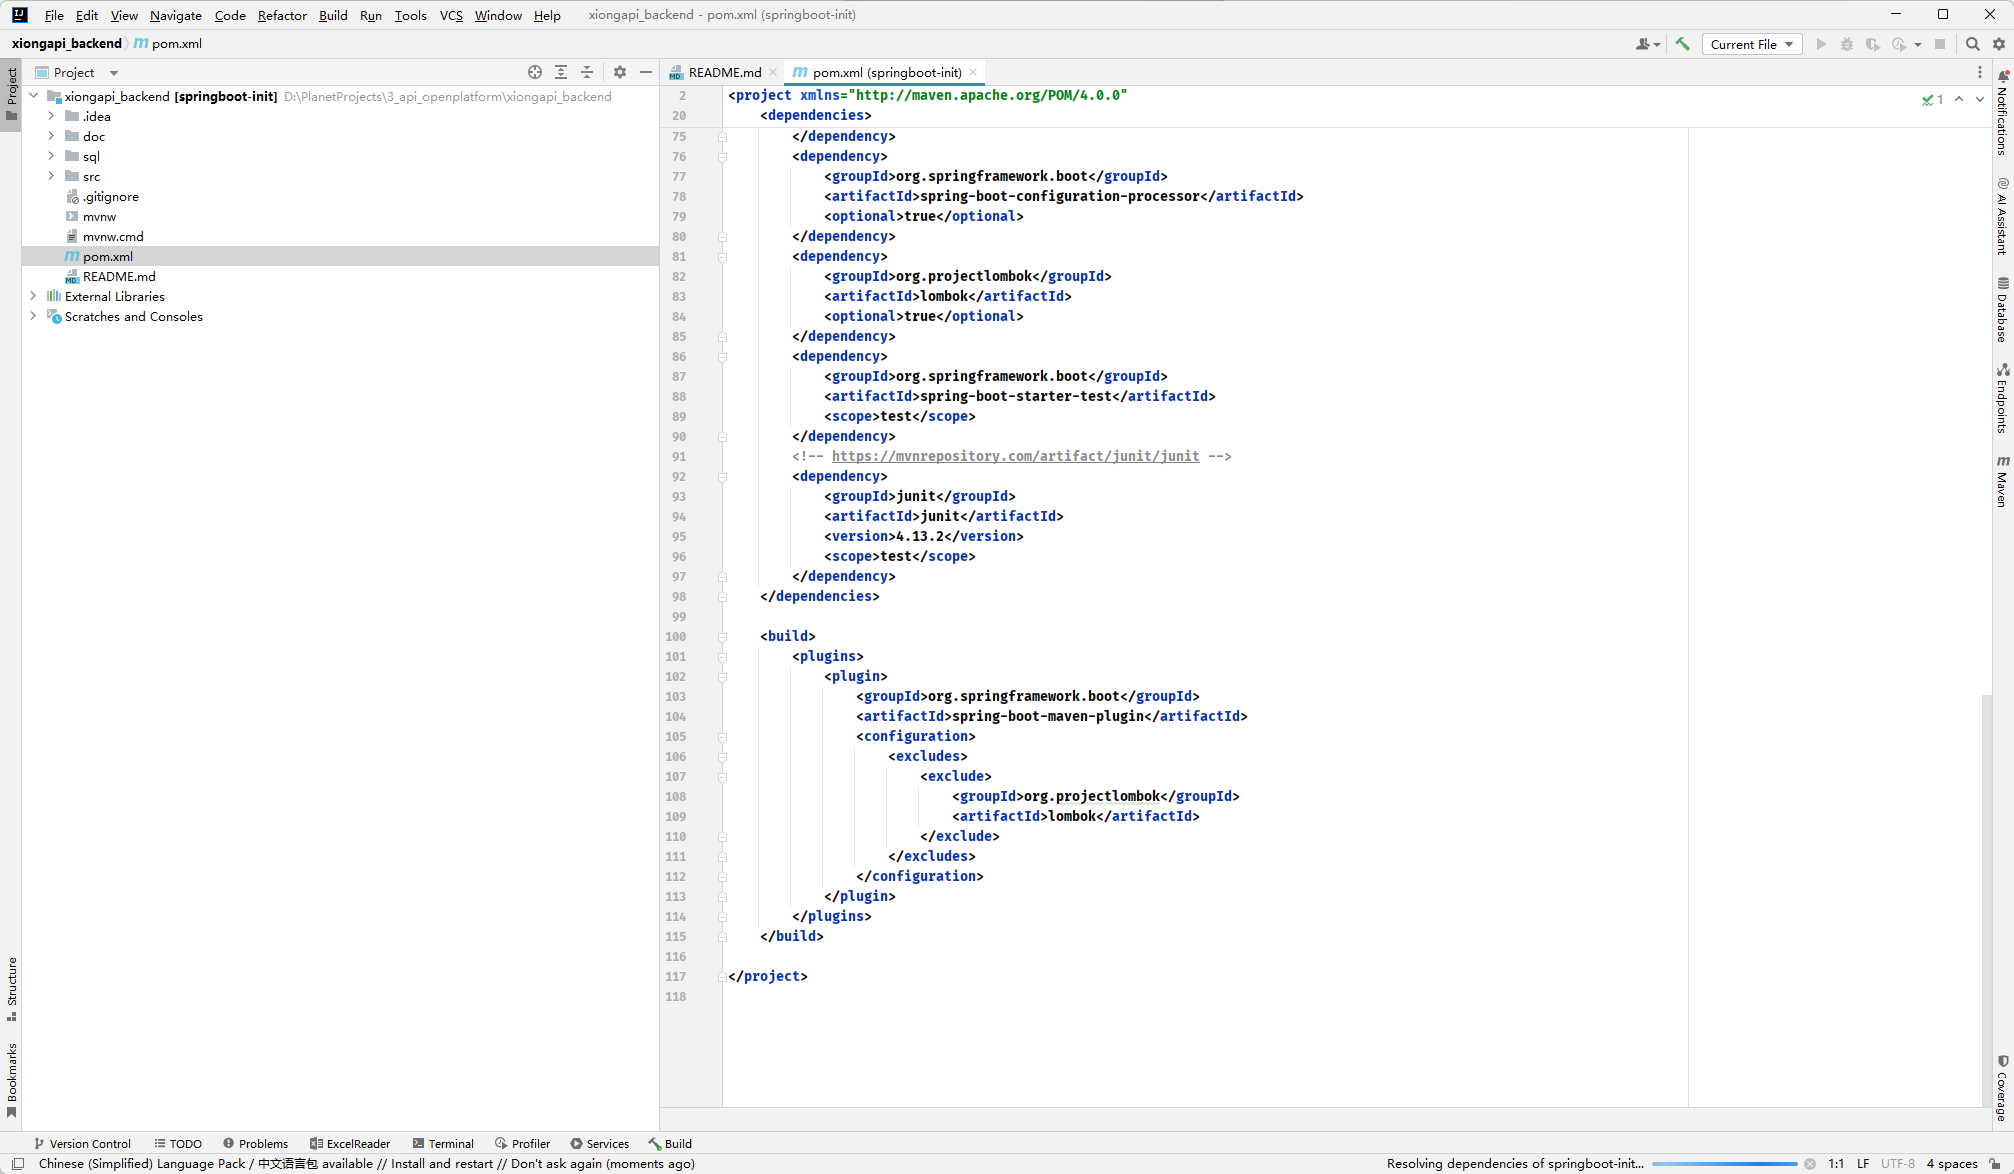 File Edit View Navigate Code Refactor Build Run Tools VCS Window Help xiongapi_backend - pom.xml (springboot-init)
xiongapi_backend m pom.xml
Current File
Project
Project
README.md
m pom.xml (springboot-init)
xiongapi_backend [springboot-init] D:\PlanetProjects\3_api_openplatform\xiongapi_backend
.idea
doc
sql
src
.gitignore
mvnw
mvnw.cmd
m pom.xml
README.md
External Libraries
Scratches and Consoles
Structure
Bookmarks
1
2 <project xmlns="http://maven.apache.org/POM/4.0.0"
20 <dependencies>
75 </dependency>
76 <dependency>
77 <groupId>org.springframework.boot</groupId>
78 <artifactId>spring-boot-configuration-processor</artifactId>
79 <optional>true</optional>
80 </dependency>
81 <dependency>
82 <groupId>org.projectlombok</groupId>
83 <artifactId>lombok</artifactId>
84 <optional>true</optional>
85 </dependency>
86 <dependency>
87 <groupId>org.springframework.boot</groupId>
88 <artifactId>spring-boot-starter-test</artifactId>
89 <scope>test</scope>
90 </dependency>
91 <!-- https://mvnrepository.com/artifact/junit/junit -->
92 <dependency>
93 <groupId>junit</groupId>
94 <artifactId>junit</artifactId>
95 <version>4.13.2</version>
96 <scope>test</scope>
97 </dependency>
98 </dependencies>
99
100 <build>
101 <plugins>
102 <plugin>
103 <groupId>org.springframework.boot</groupId>
104 <artifactId>spring-boot-maven-plugin</artifactId>
105 <configuration>
106 <excludes>
107 <exclude>
108 <groupId>org.projectlombok</groupId>
109 <artifactId>lombok</artifactId>
110 </exclude>
111 </excludes>
112 </configuration>
113 </plugin>
114 </plugins>
115 </build>
116
117 </project>
118
Notifications
AI Assistant
Database
Endpoints
m Maven
Coverage
Version Control TODO Problems ExcelReader Terminal Profiler Services Build
Chinese (Simplified) Language Pack / 中文语言包 available // Install and restart // Don't ask again (moments ago) Resolving dependencies of springboot-init... 1:1 LF UTF-8 4 spaces